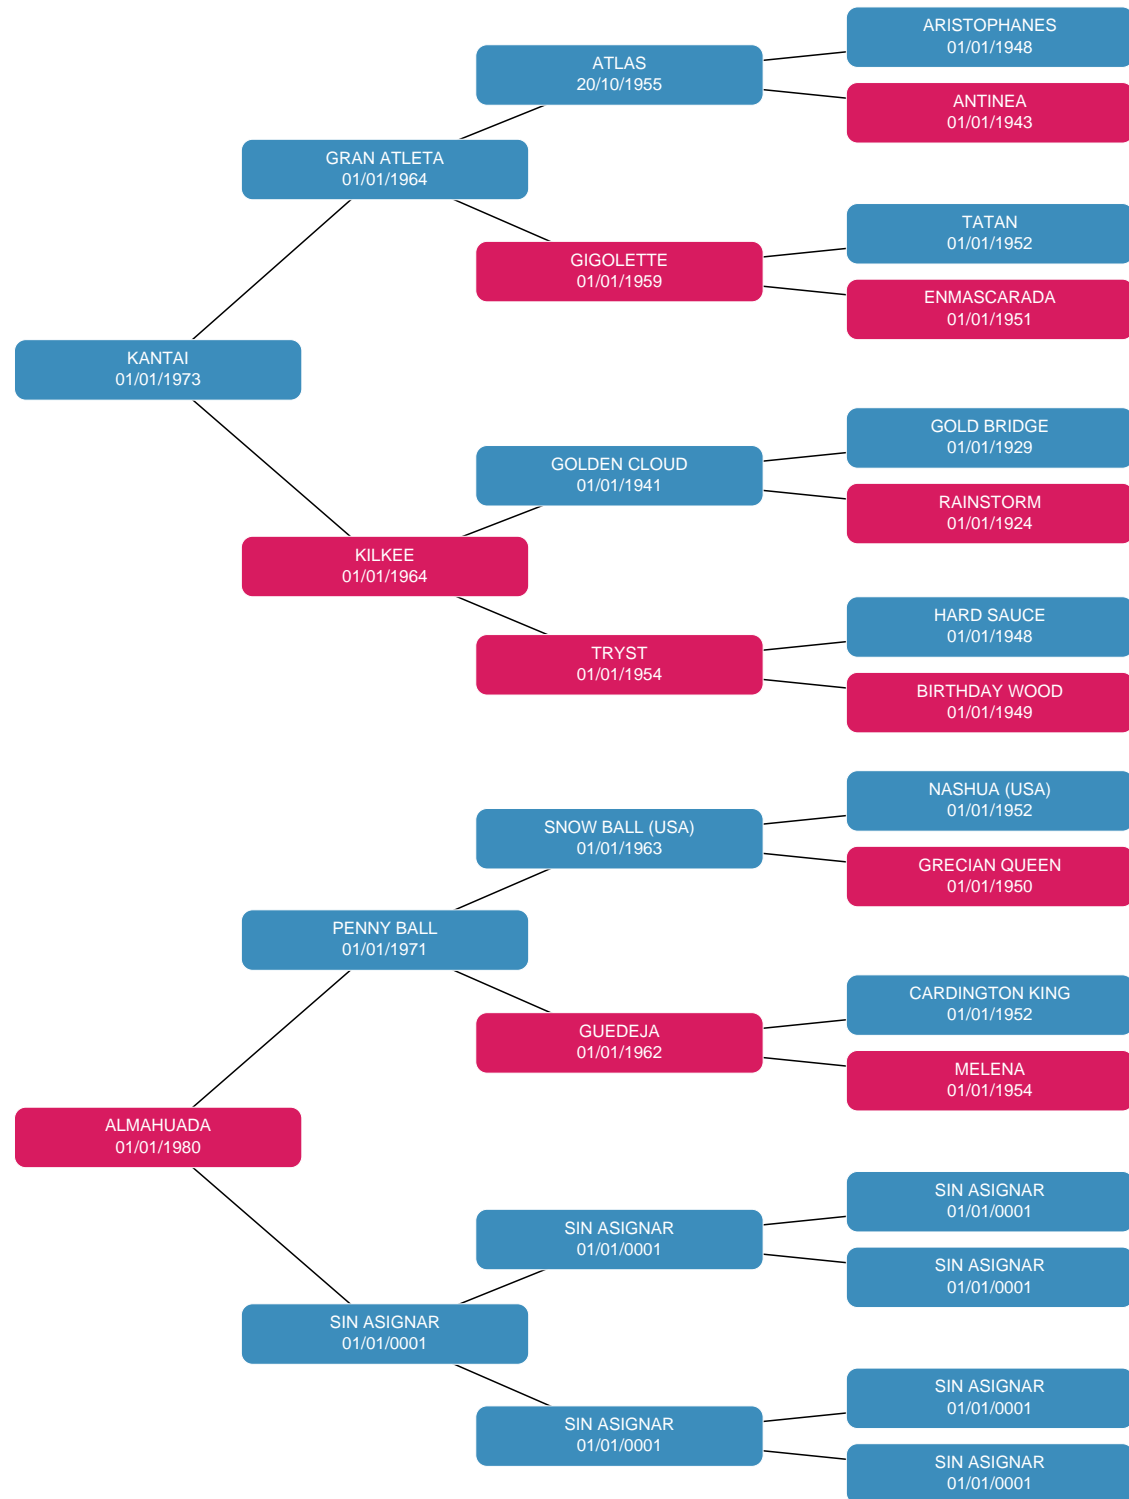 ARISTOPHANES
01/01/1948
ATLAS
20/10/1955
ANTINEA
01/01/1943
GRAN ATLETA
01/01/1964
TATAN
01/01/1952
GIGOLETTE
01/01/1959
ENMASCARADA
01/01/1951
KANTAI
01/01/1973
GOLD BRIDGE
01/01/1929
GOLDEN CLOUD
01/01/1941
RAINSTORM
01/01/1924
KILKEE
01/01/1964
HARD SAUCE
01/01/1948
TRYST
01/01/1954
BIRTHDAY WOOD
01/01/1949
NASHUA (USA)
01/01/1952
SNOW BALL (USA)
01/01/1963
GRECIAN QUEEN
01/01/1950
PENNY BALL
01/01/1971
CARDINGTON KING
01/01/1952
GUEDEJA
01/01/1962
MELENA
01/01/1954
ALMAHUADA
01/01/1980
SIN ASIGNAR
01/01/0001
SIN ASIGNAR
01/01/0001
SIN ASIGNAR
01/01/0001
SIN ASIGNAR
01/01/0001
SIN ASIGNAR
01/01/0001
SIN ASIGNAR
01/01/0001
SIN ASIGNAR
01/01/0001